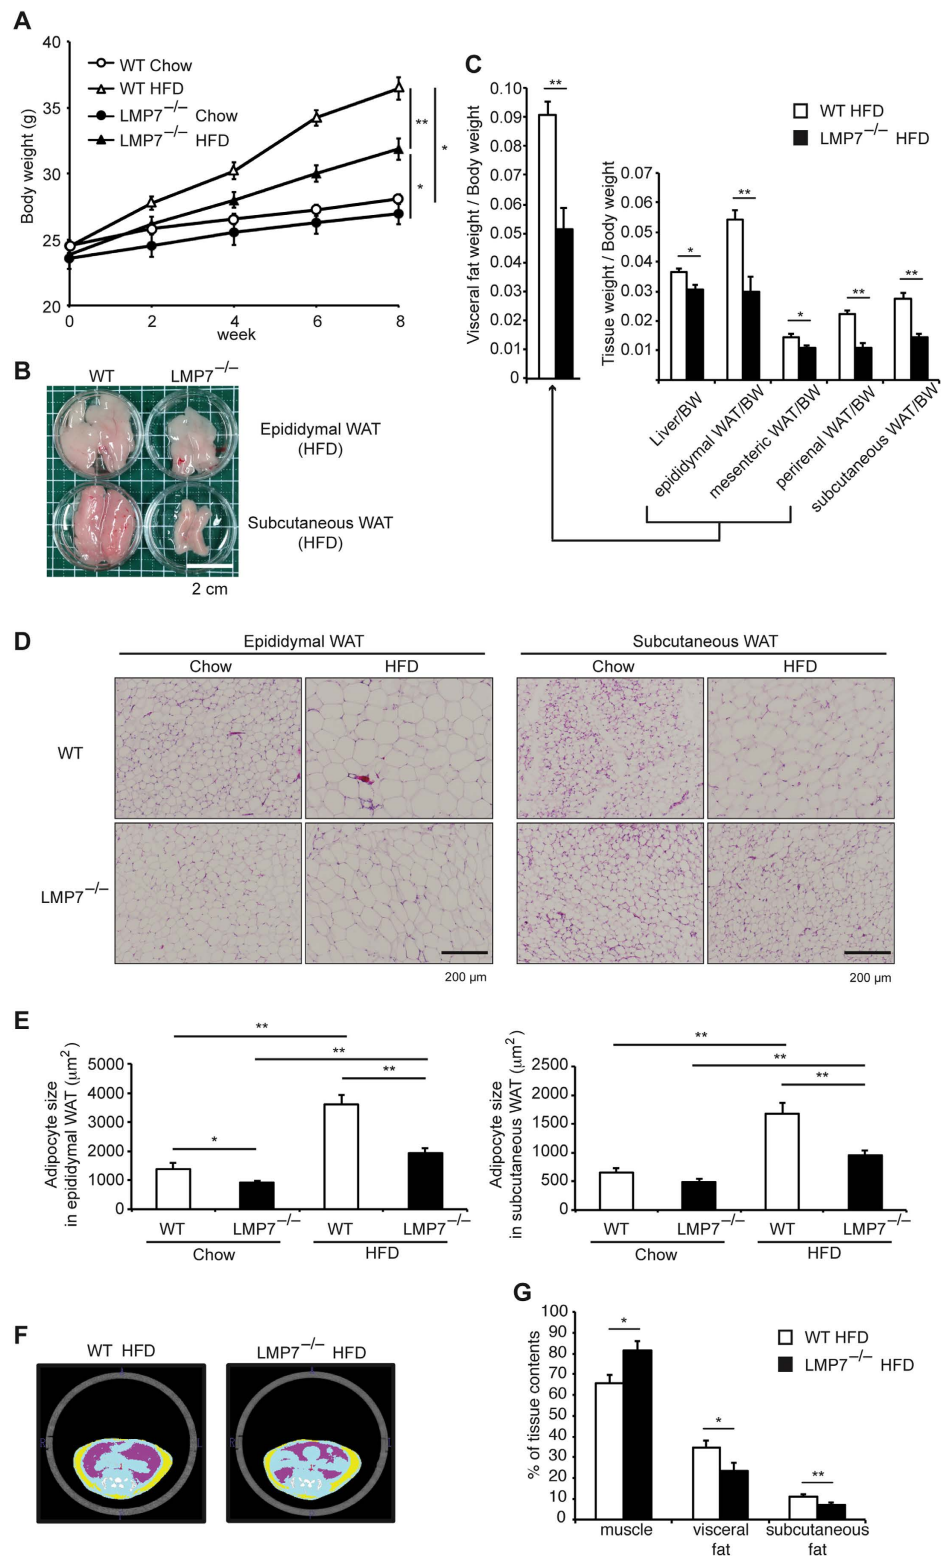 A
40
35
30
25
20
Body weight (g)
WT Chow
WT HFD
LMP7−/− Chow
LMP7−/− HFD
**
*
*
0 2 4 6 8
week
B
WT LMP7−/−
Epididymal WAT
(HFD)
Subcutaneous WAT
(HFD)
2 cm
C
Visceral fat weight / Body weight
0.10
0.09
0.08
0.07
0.06
0.05
0.04
0.03
0.02
0.01
0
**
WT HFD
LMP7−/− HFD
Tissue weight / Body weight
0.07
0.06
0.05
0.04
0.03
0.02
0.01
*
**
*
**
**
Liver/BW
epididymal WAT/BW
mesenteric WAT/BW
perirenal WAT/BW
subcutaneous WAT/BW
D
Epididymal WAT Subcutaneous WAT
Chow HFD Chow HFD
WT
LMP7−/−
200 μm 200 μm
E
Adipocyte size
in epididymal WAT (μm2)
5000
4000
3000
2000
1000
0
**
**
**
*
WT LMP7−/− WT LMP7−/−
Chow HFD
Adipocyte size
in subcutaneous WAT (μm2)
2500
2000
1500
1000
500
0
**
**
**
WT LMP7−/− WT LMP7−/−
Chow HFD
F
WT HFD LMP7−/− HFD
R L R L
G
% of tissue contents
100
90
80
70
60
50
40
30
20
10
0
*
*
**
WT HFD
LMP7−/− HFD
muscle visceral subcutaneous
fat fat